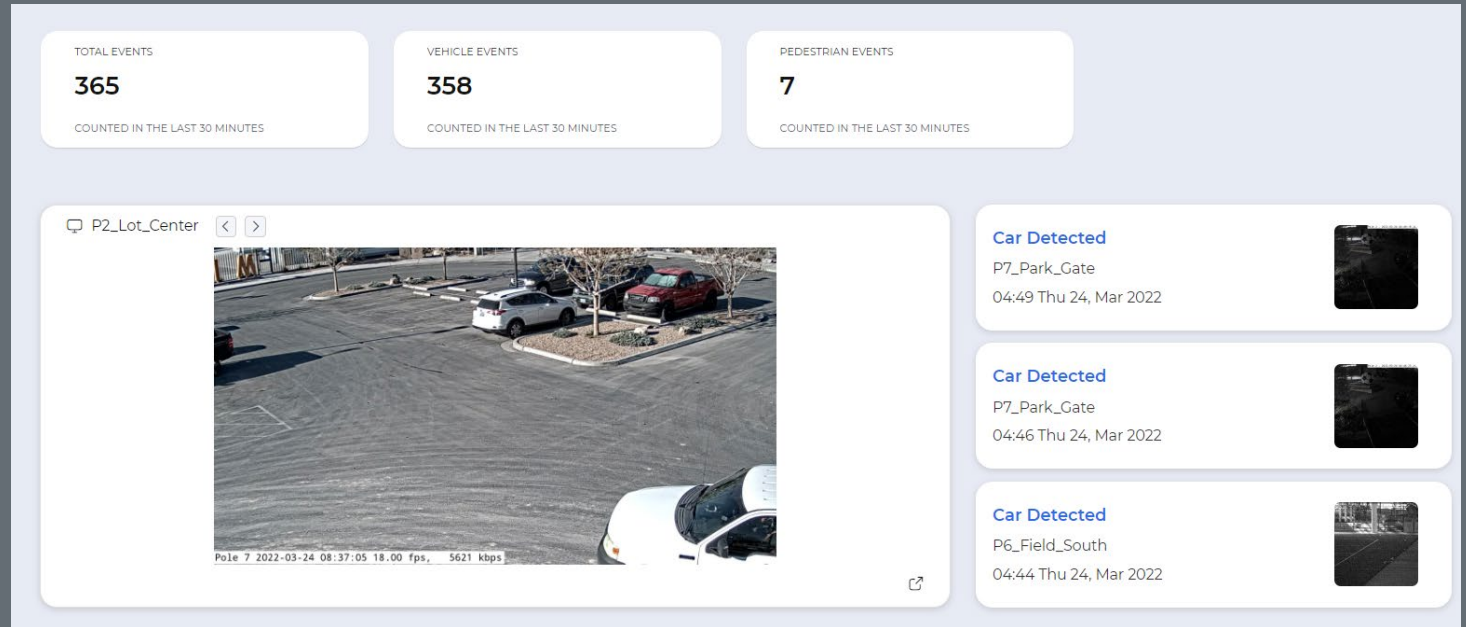 TOTAL EVENTS
365
COUNTED IN THE LAST 30 MINUTES
VEHICLE EVENTS
358
COUNTED IN THE LAST 30 MINUTES
PEDESTRIAN EVENTS
7
COUNTED IN THE LAST 30 MINUTES
P2_Lot_Center
Pole 7 2022-03-24 08:37:05 18.00 fps, 5621 kbps
Car Detected
P7_Park_Gate
04:49 Thu 24, Mar 2022
Car Detected
P7_Park_Gate
04:46 Thu 24, Mar 2022
Car Detected
P6_Field_South
04:44 Thu 24, Mar 2022